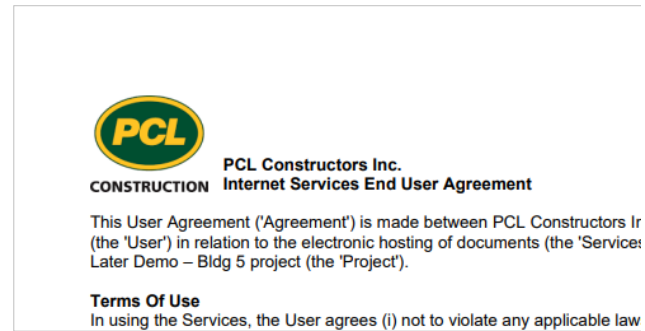 PCL
CONSTRUCTION
PCL Constructors Inc.
Internet Services End User Agreement
This User Agreement ('Agreement') is made between PCL Constructors
(the 'User') in relation to the electronic hosting of documents (the 'Services
Later Demo – Bldg 5 project (the 'Project').
Terms Of Use
In using the Services, the User agrees (i) not to violate any applicable law